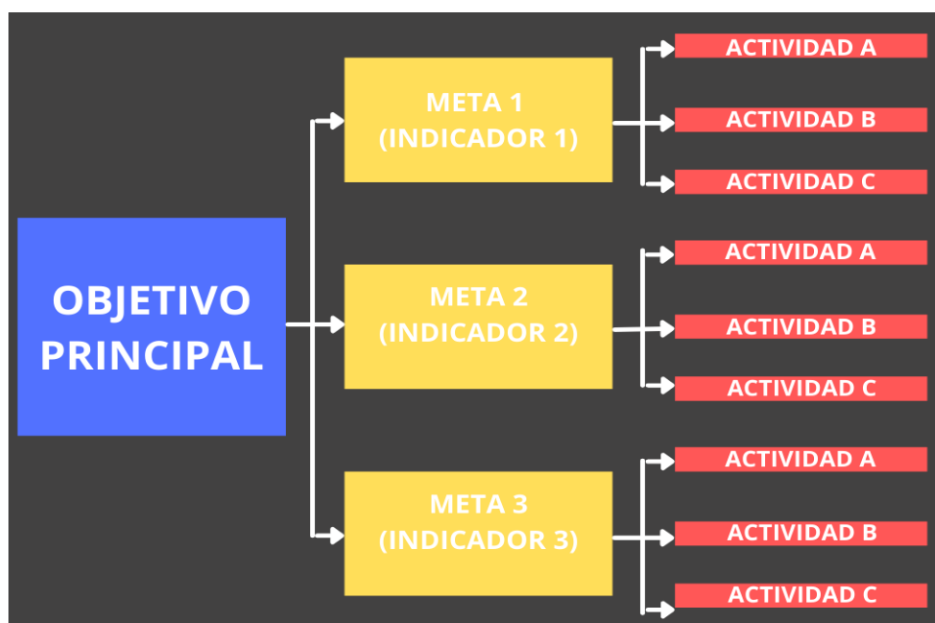 OBJETIVO
PRINCIPAL
META 1
(INDICADOR 1)
ACTIVIDAD A
ACTIVIDAD B
ACTIVIDAD C
META 2
(INDICADOR 2)
ACTIVIDAD A
ACTIVIDAD B
ACTIVIDAD C
META 3
(INDICADOR 3)
ACTIVIDAD A
ACTIVIDAD B
ACTIVIDAD C